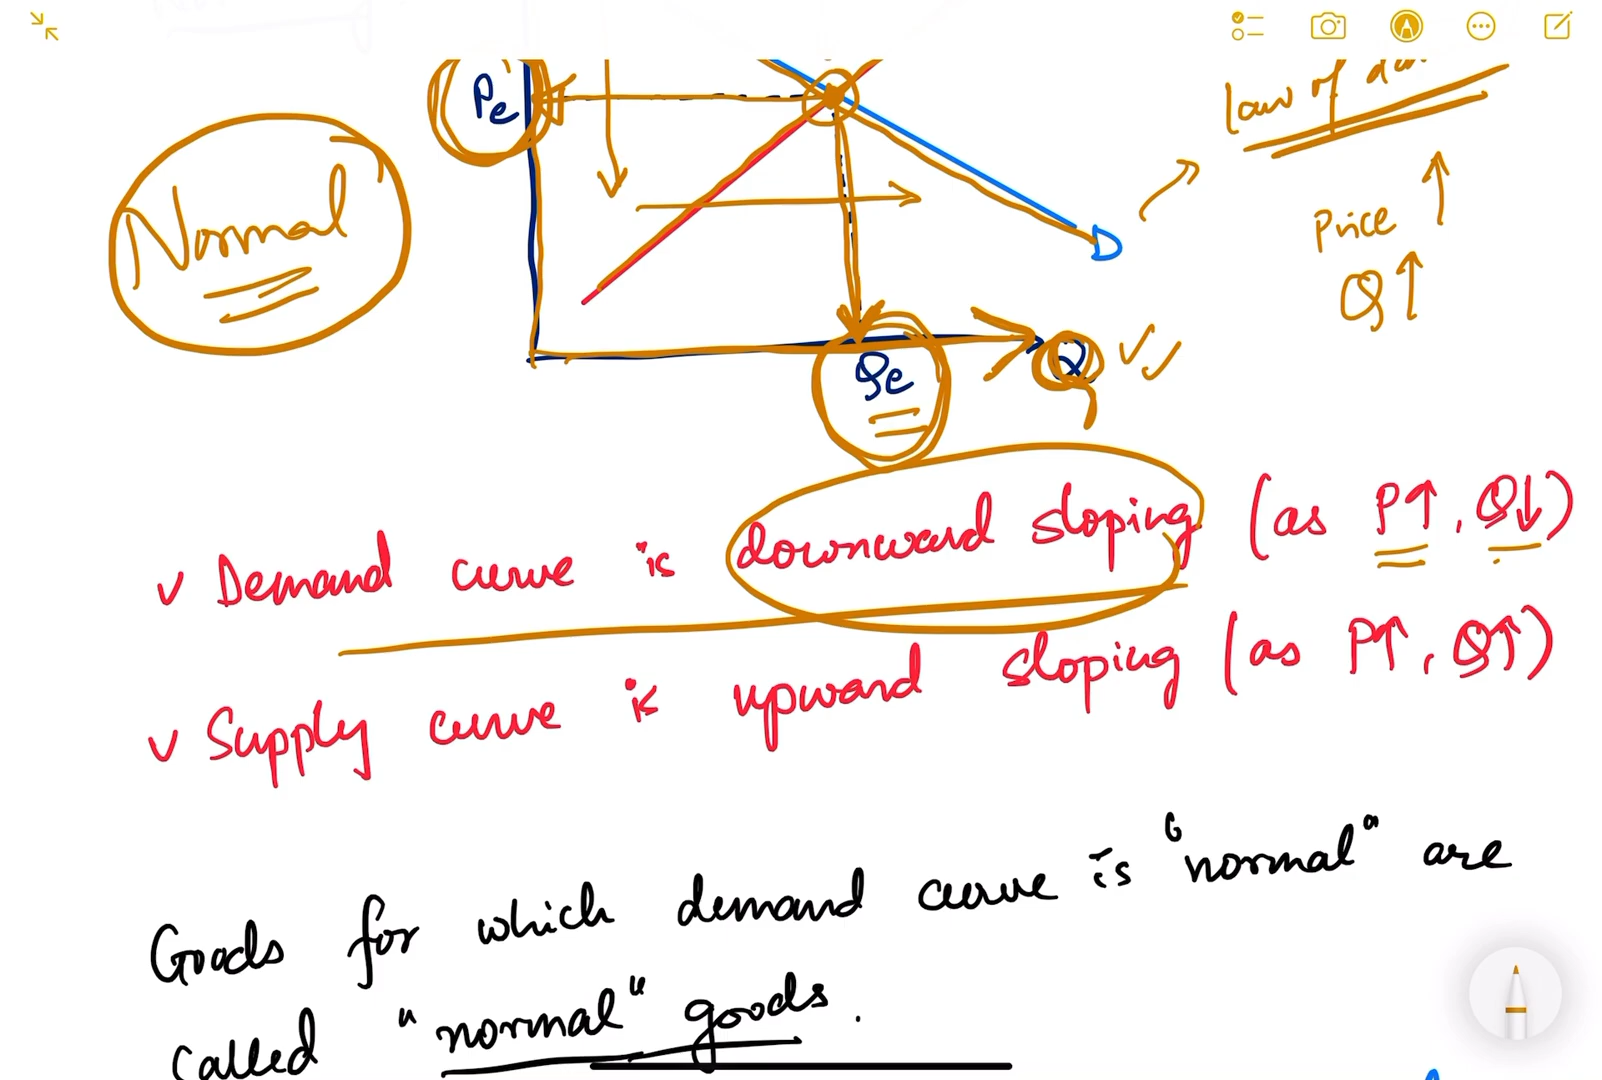 Pe
law of
Normal
Price ↑
Q ↑
D
Qe
Q
✓ Demand curve is downward sloping (as P↑, Q↓)
✓ Supply curve is upward sloping (as P↑, Q↑)
Goods for which demand curve is "normal" are
called "normal" goods.